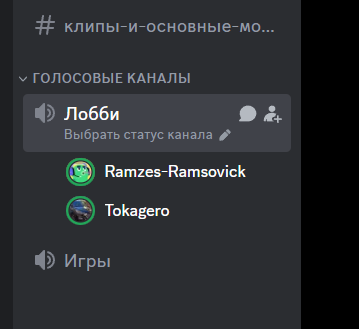 # клипы-и-основные-мо...
ГОЛОСОВЫЕ КАНАЛЫ
Лобби
Выбрать статус канала
Ramzes-Ramsovick
Tokagero
Игры